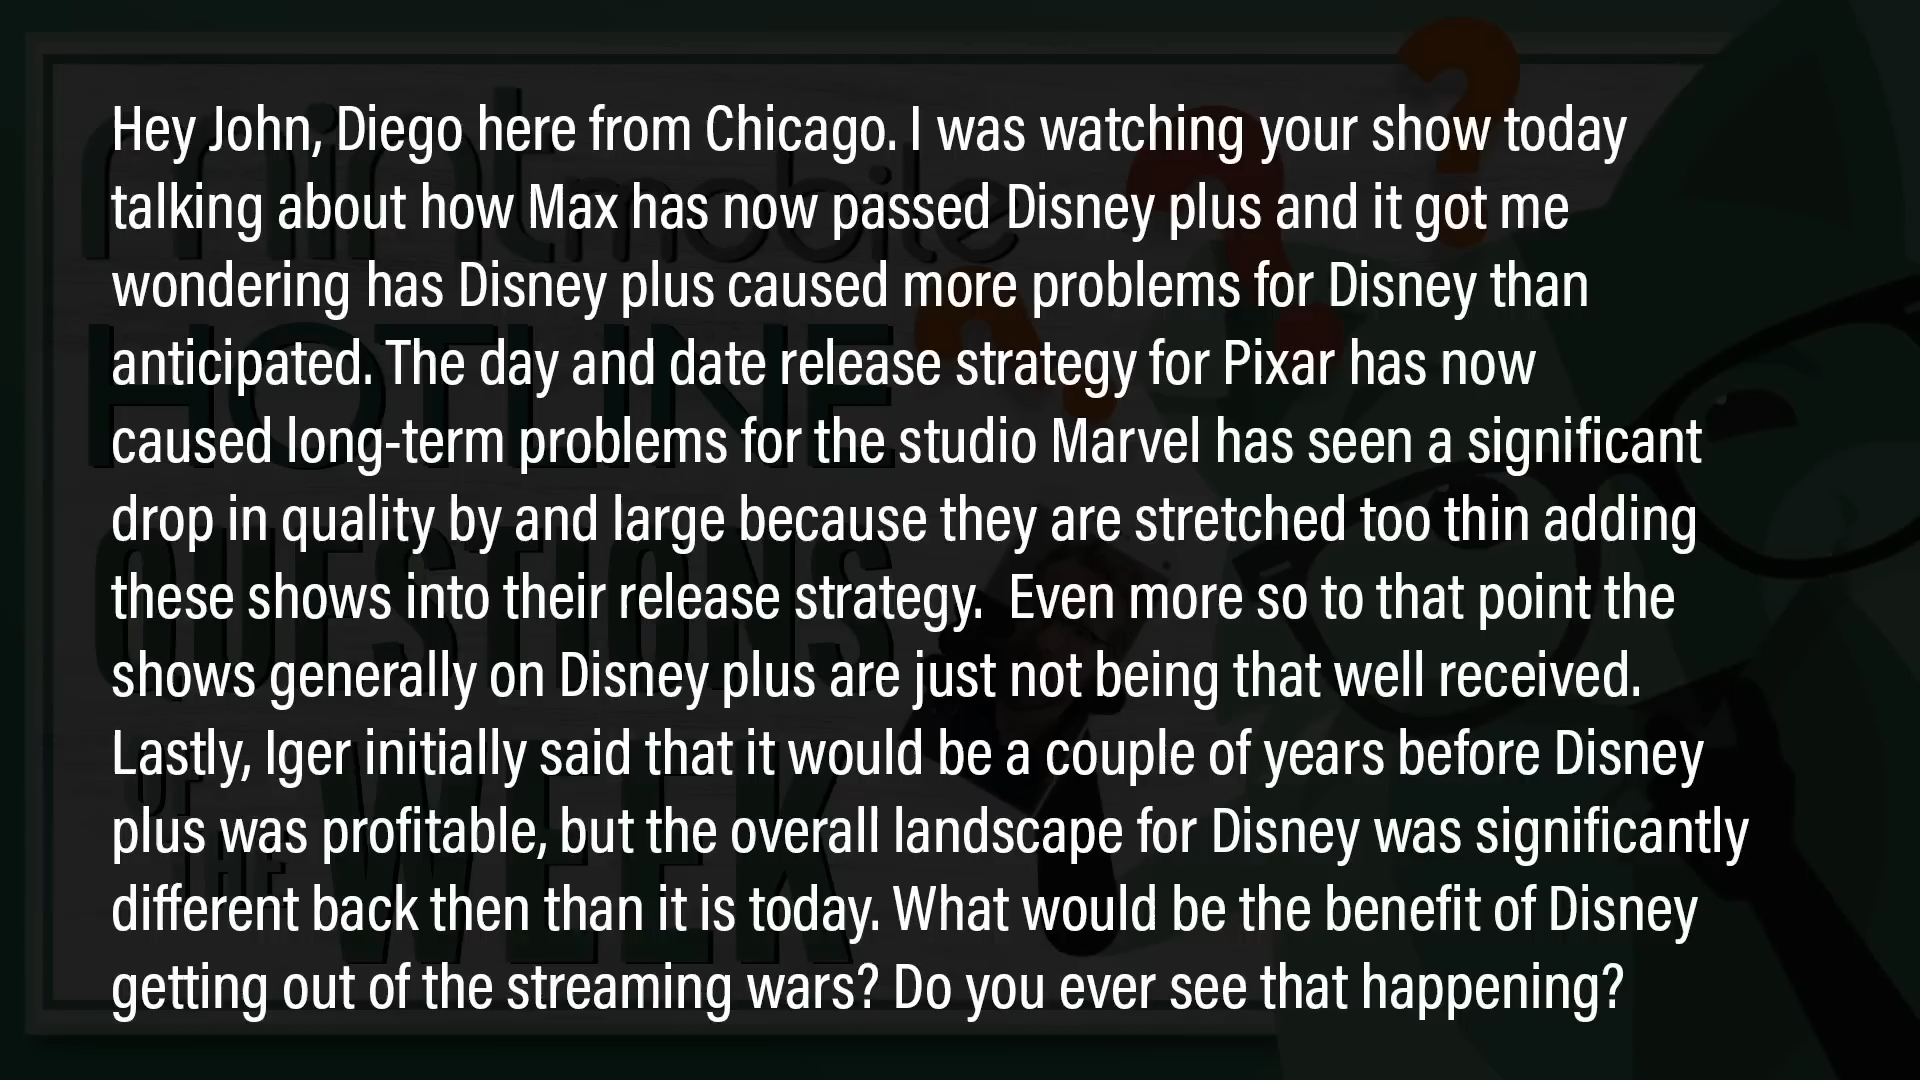 Hey John, Diego here from Chicago. I was watching your show today
talking about how Max has now passed Disney plus and it got me
wondering has Disney plus caused more problems for Disney than
anticipated. The day and date release strategy for Pixar has now
caused long-term problems for the studio Marvel has seen a significant
drop in quality by and large because they are stretched too thin adding
these shows into their release strategy.  Even more so to that point the
shows generally on Disney plus are just not being that well received.
Lastly, Iger initially said that it would be a couple of years before Disney
plus was profitable, but the overall landscape for Disney was significantly
different back then than it is today. What would be the benefit of Disney
getting out of the streaming wars? Do you ever see that happening?
mint mobile
HOTLINE
QUESTIONS
OF THE
WEEK